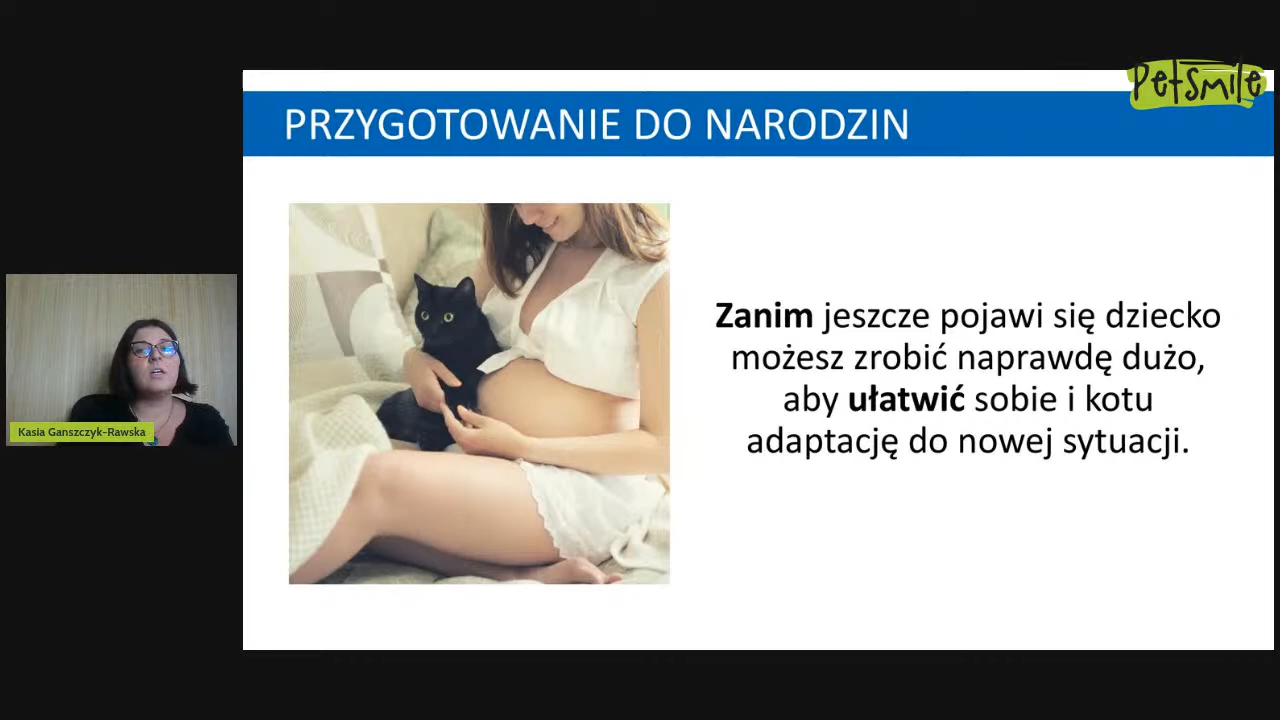 PetSmile
PRZYGOTOWANIE DO NARODZIN
Zanim jeszcze pojawi się dziecko
możesz zrobić naprawdę dużo,
aby ułatwić sobie i kotu
adaptację do nowej sytuacji.
Kasia Ganszczyk-Rawska